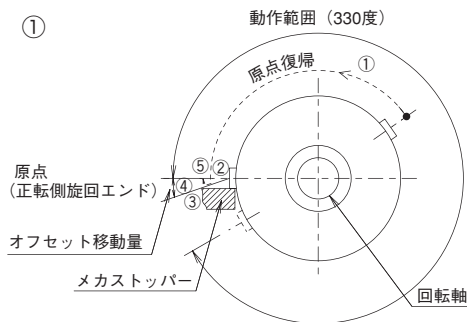 ①
動作範囲（330度）
原点復帰
①
原点
(正転側旋回エンド)
⑤
②
④
③
オフセット移動量
メカストッパー
回転軸